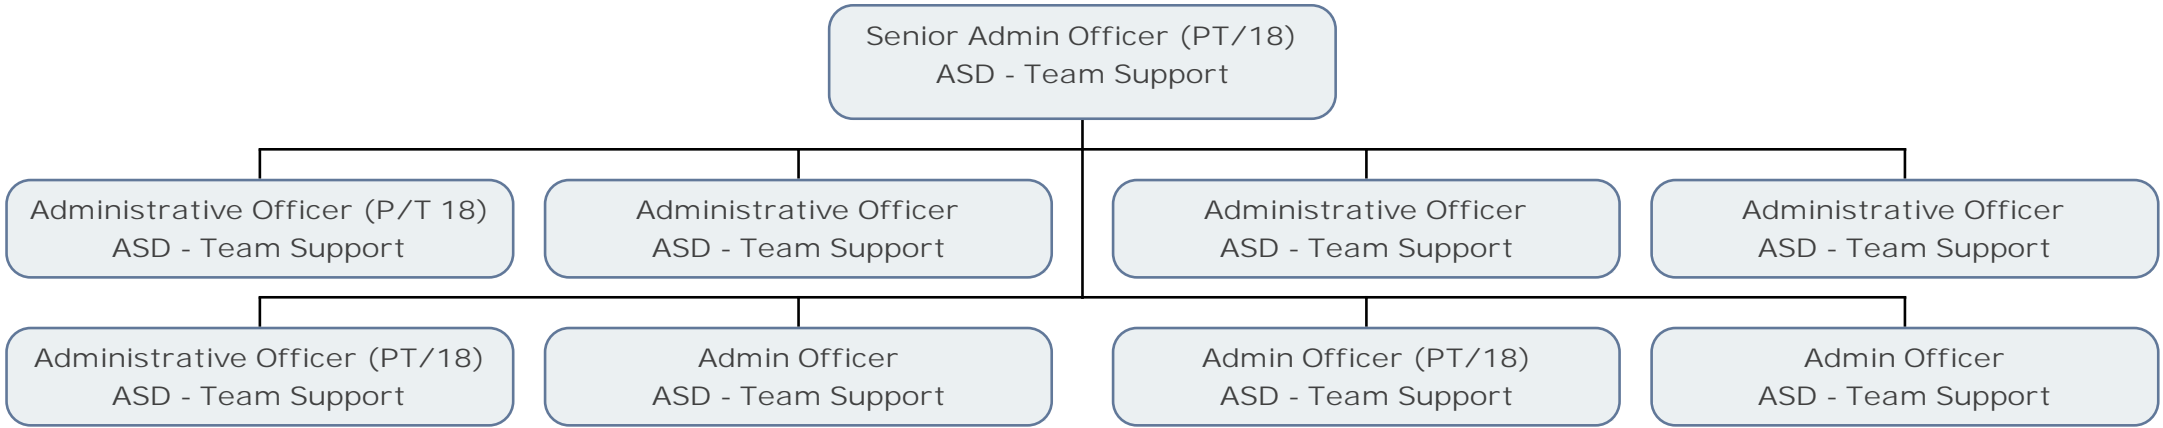 Senior Admin Officer (PT/18)
ASD - Team Support
Administrative Officer (P/T 18)
ASD - Team Support
Administrative Officer
ASD - Team Support
Administrative Officer
ASD - Team Support
Administrative Officer
ASD - Team Support
Administrative Officer (PT/18)
ASD - Team Support
Admin Officer
ASD - Team Support
Admin Officer (PT/18)
ASD - Team Support
Admin Officer
ASD - Team Support